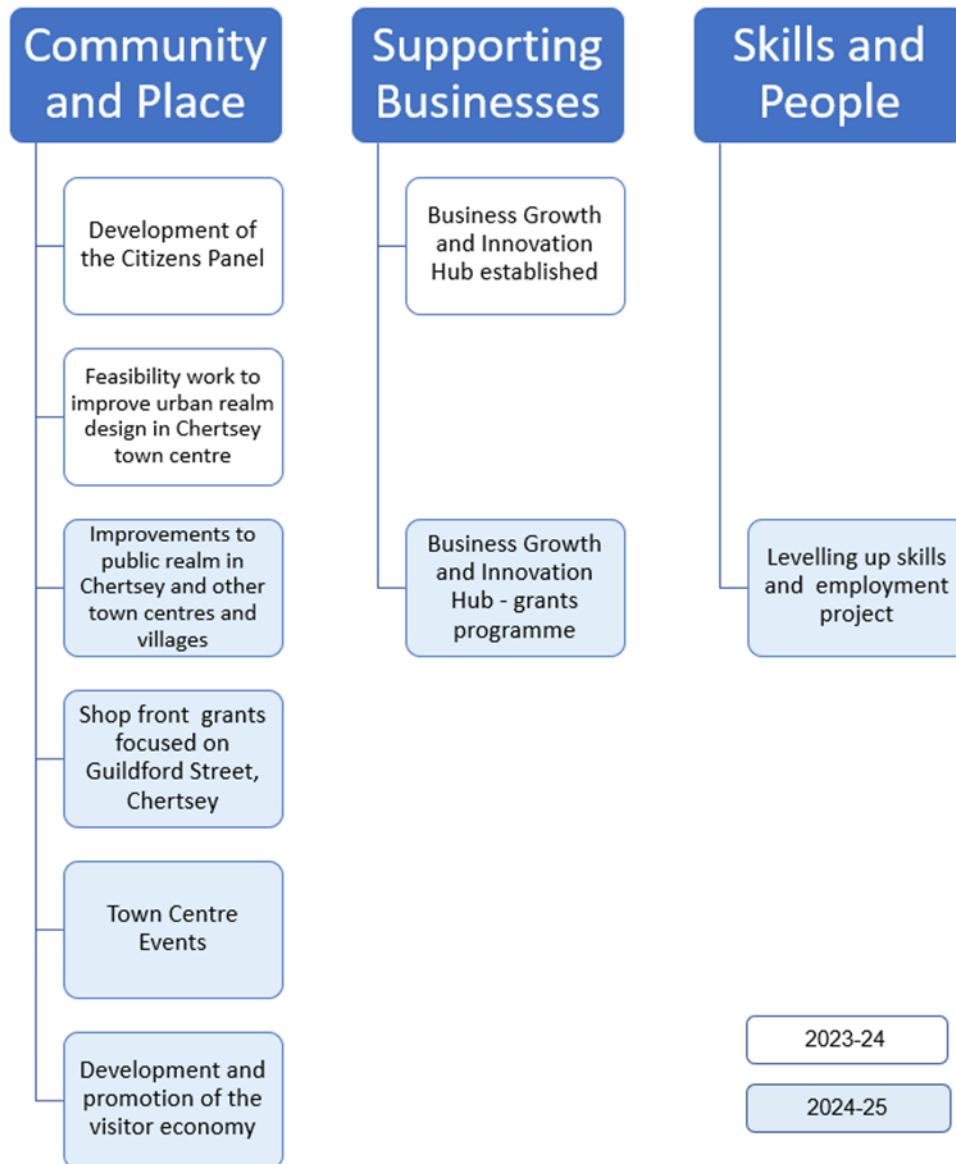 Community
and Place
Development of
the Citizens Panel
Feasibility work to
improve urban realm
design in Chertsey
town centre
Improvements to
public realm in
Chertsey and other
town centres and
villages
Shop front grants
focused on
Guildford Street,
Chertsey
Town Centre
Events
Development and
promotion of the
visitor economy
Supporting
Businesses
Business Growth
and Innovation
Hub established
Business Growth
and Innovation
Hub - grants
programme
Skills and
People
Levelling up skills
and employment
project
2023-24
2024-25